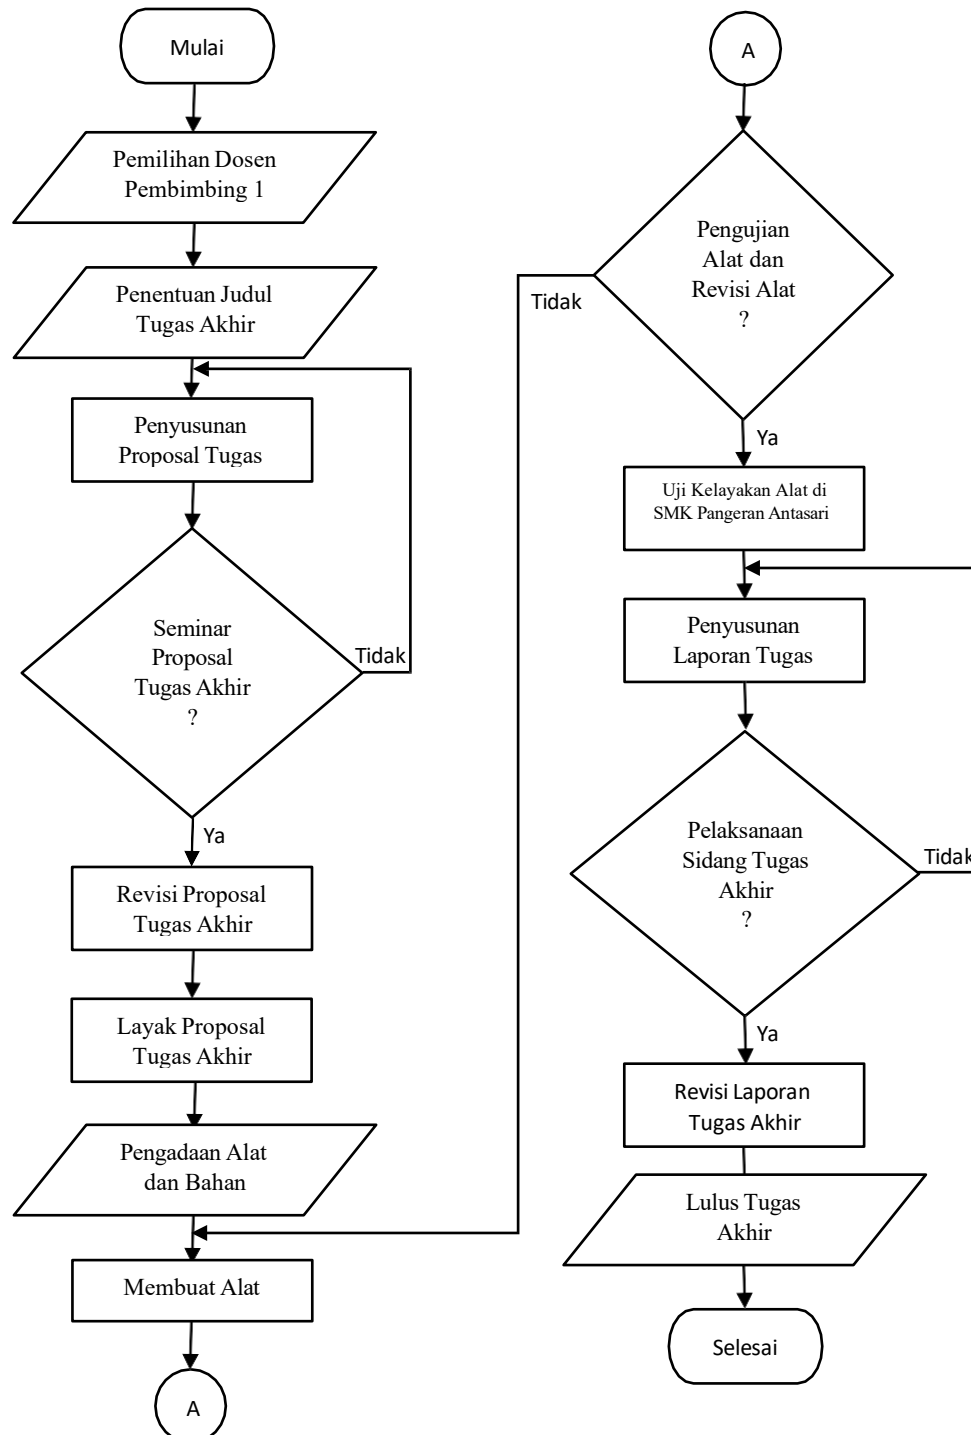 Mulai
Pemilihan Dosen
Pembimbing 1
Penentuan Judul
Tugas Akhir
Penyusunan
Proposal Tugas
Seminar
Proposal
Tugas Akhir
?
Tidak
Ya
Revisi Proposal
Tugas Akhir
Layak Proposal
Tugas Akhir
Pengadaan Alat
dan Bahan
Membuat Alat
A
A
Pengujian
Alat dan
Revisi Alat
?
Tidak
Ya
Uji Kelayakan Alat di
SMK Pangeran Antasari
Penyusunan
Laporan Tugas
Pelaksanaan
Sidang Tugas
Akhir
?
Tidak
Ya
Revisi Laporan
Tugas Akhir
Lulus Tugas
Akhir
Selesai